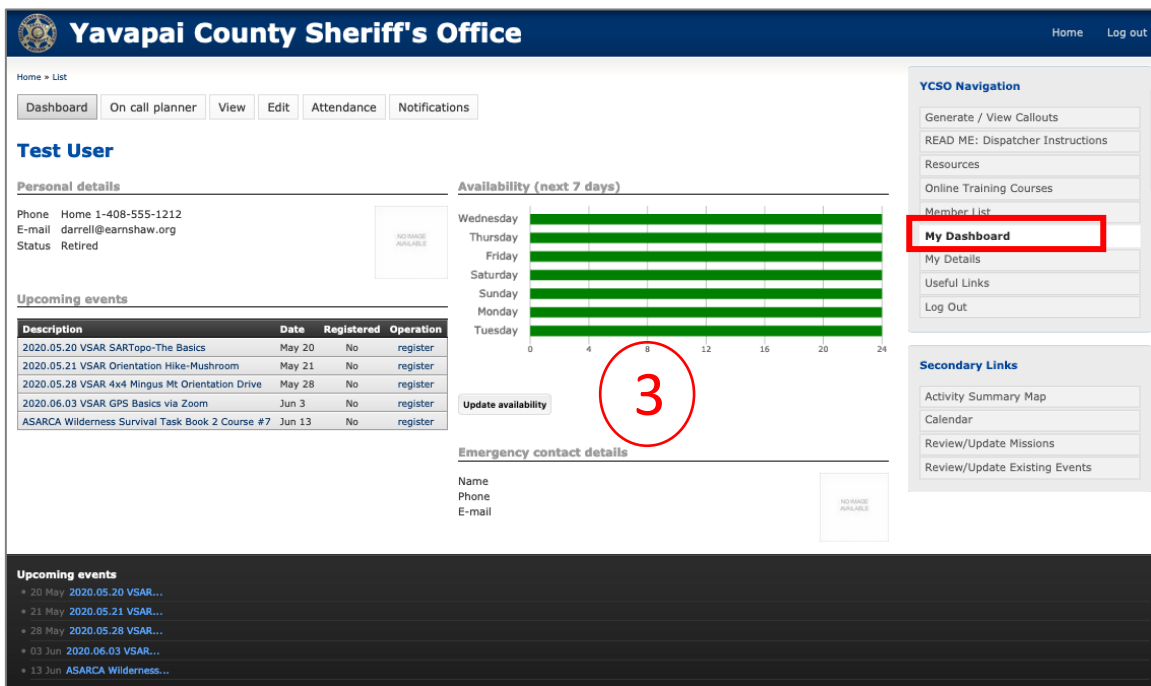 Yavapai County Sheriff's Office
Home Log out
Home » List
Dashboard On call planner View Edit Attendance Notifications
Test User
Personal details
Phone Home 1-408-555-1212
E-mail darrell@earnshaw.org
Status Retired
NO IMAGE
AVAILABLE
Upcoming events
Description Date Registered Operation
2020.05.20 VSAR SARTopo-The Basics May 20 No register
2020.05.21 VSAR Orientation Hike-Mushroom May 21 No register
2020.05.28 VSAR 4x4 Mingus Mt Orientation Drive May 28 No register
2020.06.03 VSAR GPS Basics via Zoom Jun 3 No register
ASARCA Wilderness Survival Task Book 2 Course #7 Jun 13 No register
Availability (next 7 days)
Wednesday
Thursday
Friday
Saturday
Sunday
Monday
Tuesday
0 4 8 12 16 20 24
3
Update availability
Emergency contact details
Name
Phone
E-mail
NO IMAGE
AVAILABLE
YCSO Navigation
Generate / View Callouts
READ ME: Dispatcher Instructions
Resources
Online Training Courses
Member List
My Dashboard
My Details
Useful Links
Log Out
Secondary Links
Activity Summary Map
Calendar
Review/Update Missions
Review/Update Existing Events
Upcoming events
20 May 2020.05.20 VSAR...
21 May 2020.05.21 VSAR...
28 May 2020.05.28 VSAR...
03 Jun 2020.06.03 VSAR...
13 Jun ASARCA Wilderness...